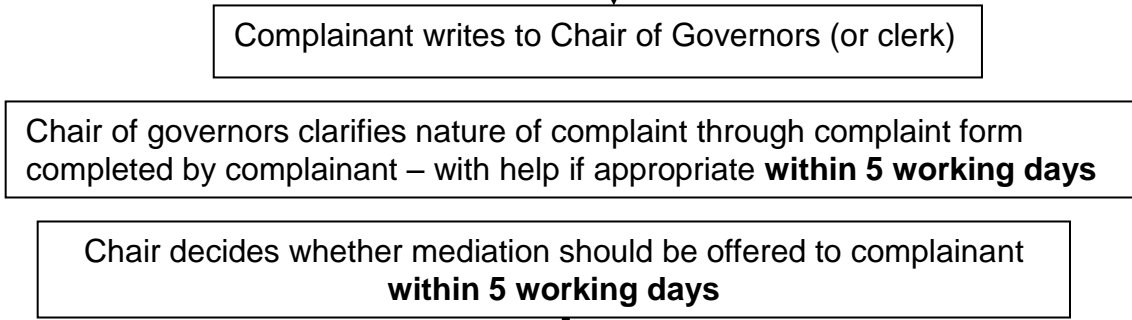 Complainant writes to Chair of Governors (or clerk)
Chair of governors clarifies nature of complaint through complaint form
completed by complainant – with help if appropriate within 5 working days
Chair decides whether mediation should be offered to complainant
within 5 working days